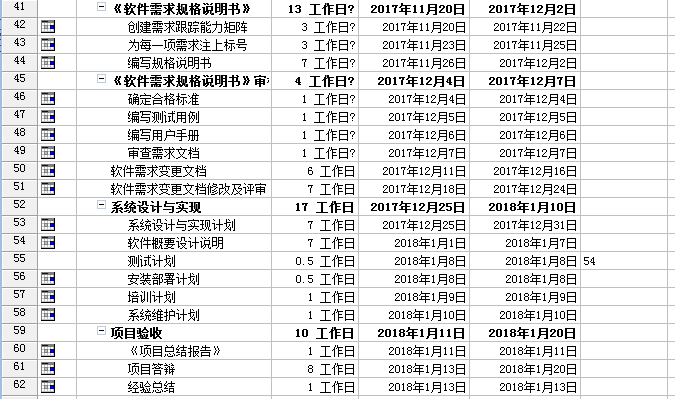 41 《软件需求规格说明书》 13 工作日? 2017年11月20日 2017年12月2日
42 创建需求跟踪能力矩阵 3 工作日? 2017年11月20日 2017年11月22日
43 为每一项需求注上标号 3 工作日? 2017年11月23日 2017年11月25日
44 编写规格说明书 7 工作日? 2017年11月26日 2017年12月2日
45 《软件需求规格说明书》审 4 工作日? 2017年12月4日 2017年12月7日
46 确定合格标准 1 工作日? 2017年12月4日 2017年12月4日
47 编写测试用例 1 工作日? 2017年12月5日 2017年12月5日
48 编写用户手册 1 工作日? 2017年12月6日 2017年12月6日
49 审查需求文档 1 工作日? 2017年12月7日 2017年12月7日
50 软件需求变更文档 6 工作日 2017年12月11日 2017年12月16日
51 软件需求变更文档修改及评审 7 工作日 2017年12月18日 2017年12月24日
52 系统设计与实现 17 工作日 2017年12月25日 2018年1月10日
53 系统设计与实现计划 7 工作日 2017年12月25日 2017年12月31日
54 软件概要设计说明 7 工作日 2018年1月1日 2018年1月7日
55 测试计划 0.5 工作日 2018年1月8日 2018年1月8日 54
56 安装部署计划 0.5 工作日 2018年1月8日 2018年1月8日
57 培训计划 1 工作日 2018年1月9日 2018年1月9日
58 系统维护计划 1 工作日 2018年1月10日 2018年1月10日
59 项目验收 10 工作日 2018年1月11日 2018年1月20日
60 《项目总结报告》 1 工作日 2018年1月11日 2018年1月11日
61 项目答辩 8 工作日 2018年1月13日 2018年1月20日
62 经验总结 1 工作日 2018年1月13日 2018年1月13日